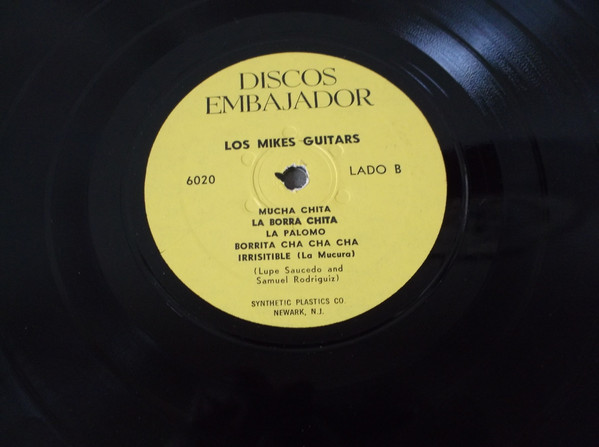 DISCOS
EMBAJADOR
LOS MIKES GUITARS
6020 LADO B
MUCHA CHITA
LA BORRA CHITA
LA PALOMO
BORRITA CHA CHA CHA
IRRISITIBLE (La Mucura)
(Lupe Saucedo and
Samuel Rodriguiz)
SYNTHETIC PLASTICS CO.
NEWARK, N.J.